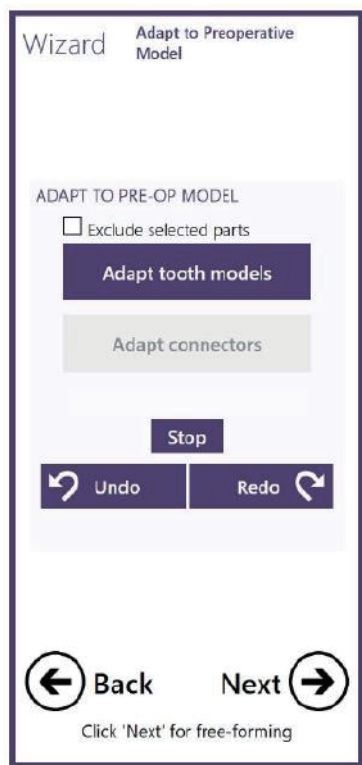 Wizard
Adapt to Preoperative
Model
ADAPT TO PRE-OP MODEL
Exclude selected parts
Adapt tooth models
Adapt connectors
Stop
Undo
Redo
Back
Next
Click 'Next' for free-forming